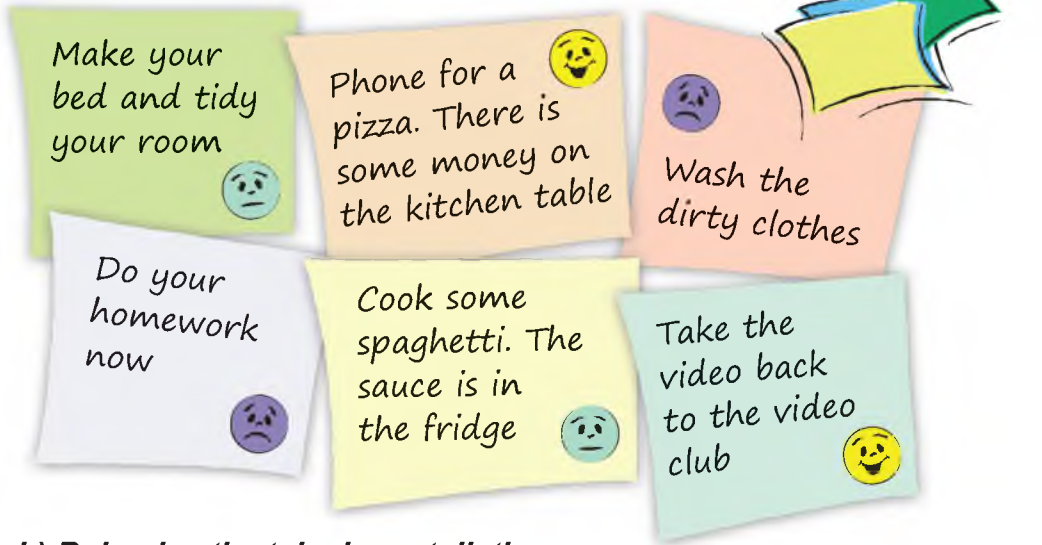 Make your
bed and tidy
your room
Phone for a
pizza. There is
some money on
the kitchen table
Wash the
dirty clothes
Do your
homework
now
Cook some
spaghetti. The
sauce is in
the fridge
Take the
video back
to the video
club